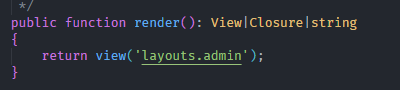 */
public function render(): View|Closure|string
{
return view('layouts.admin');
}